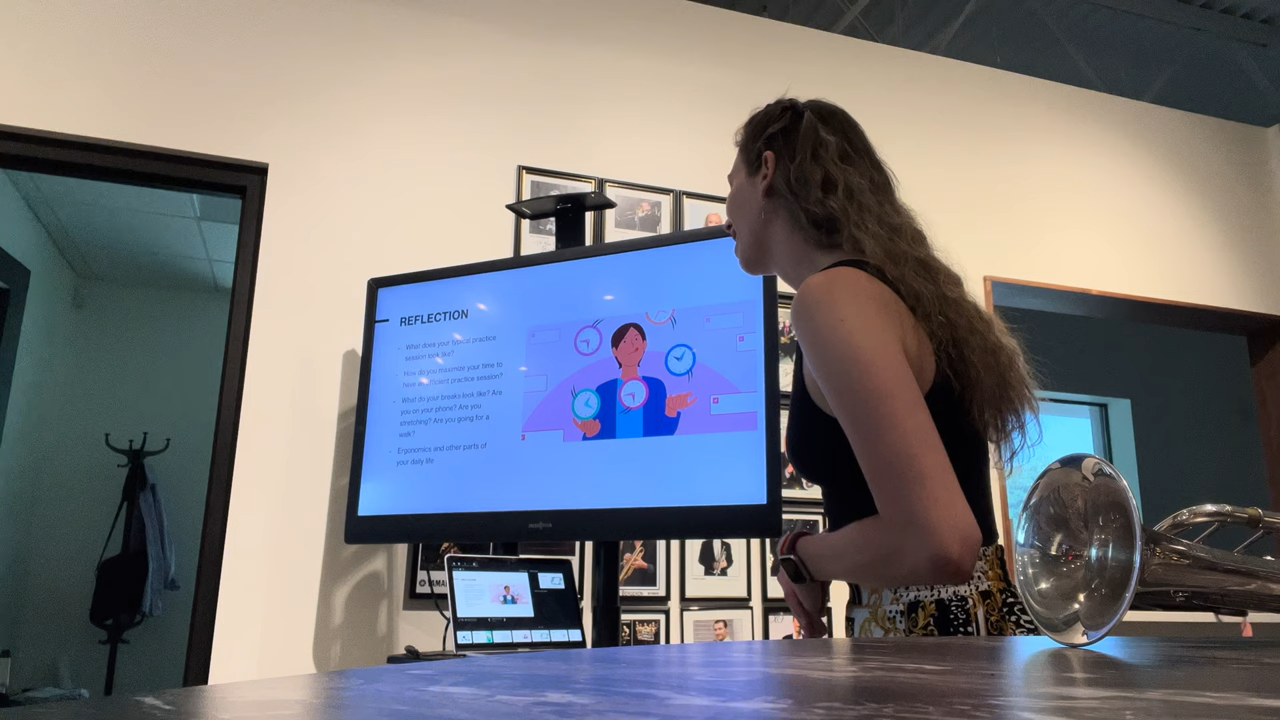 REFLECTION
- What does your typical practice
session look like?
- How do you maximize your time to
have an efficient practice session?
- What do your breaks look like? Are
you on your phone? Are you
stretching? Are you going for a
walk?
- Ergonomics and other parts of
your daily life
INSIGNIA